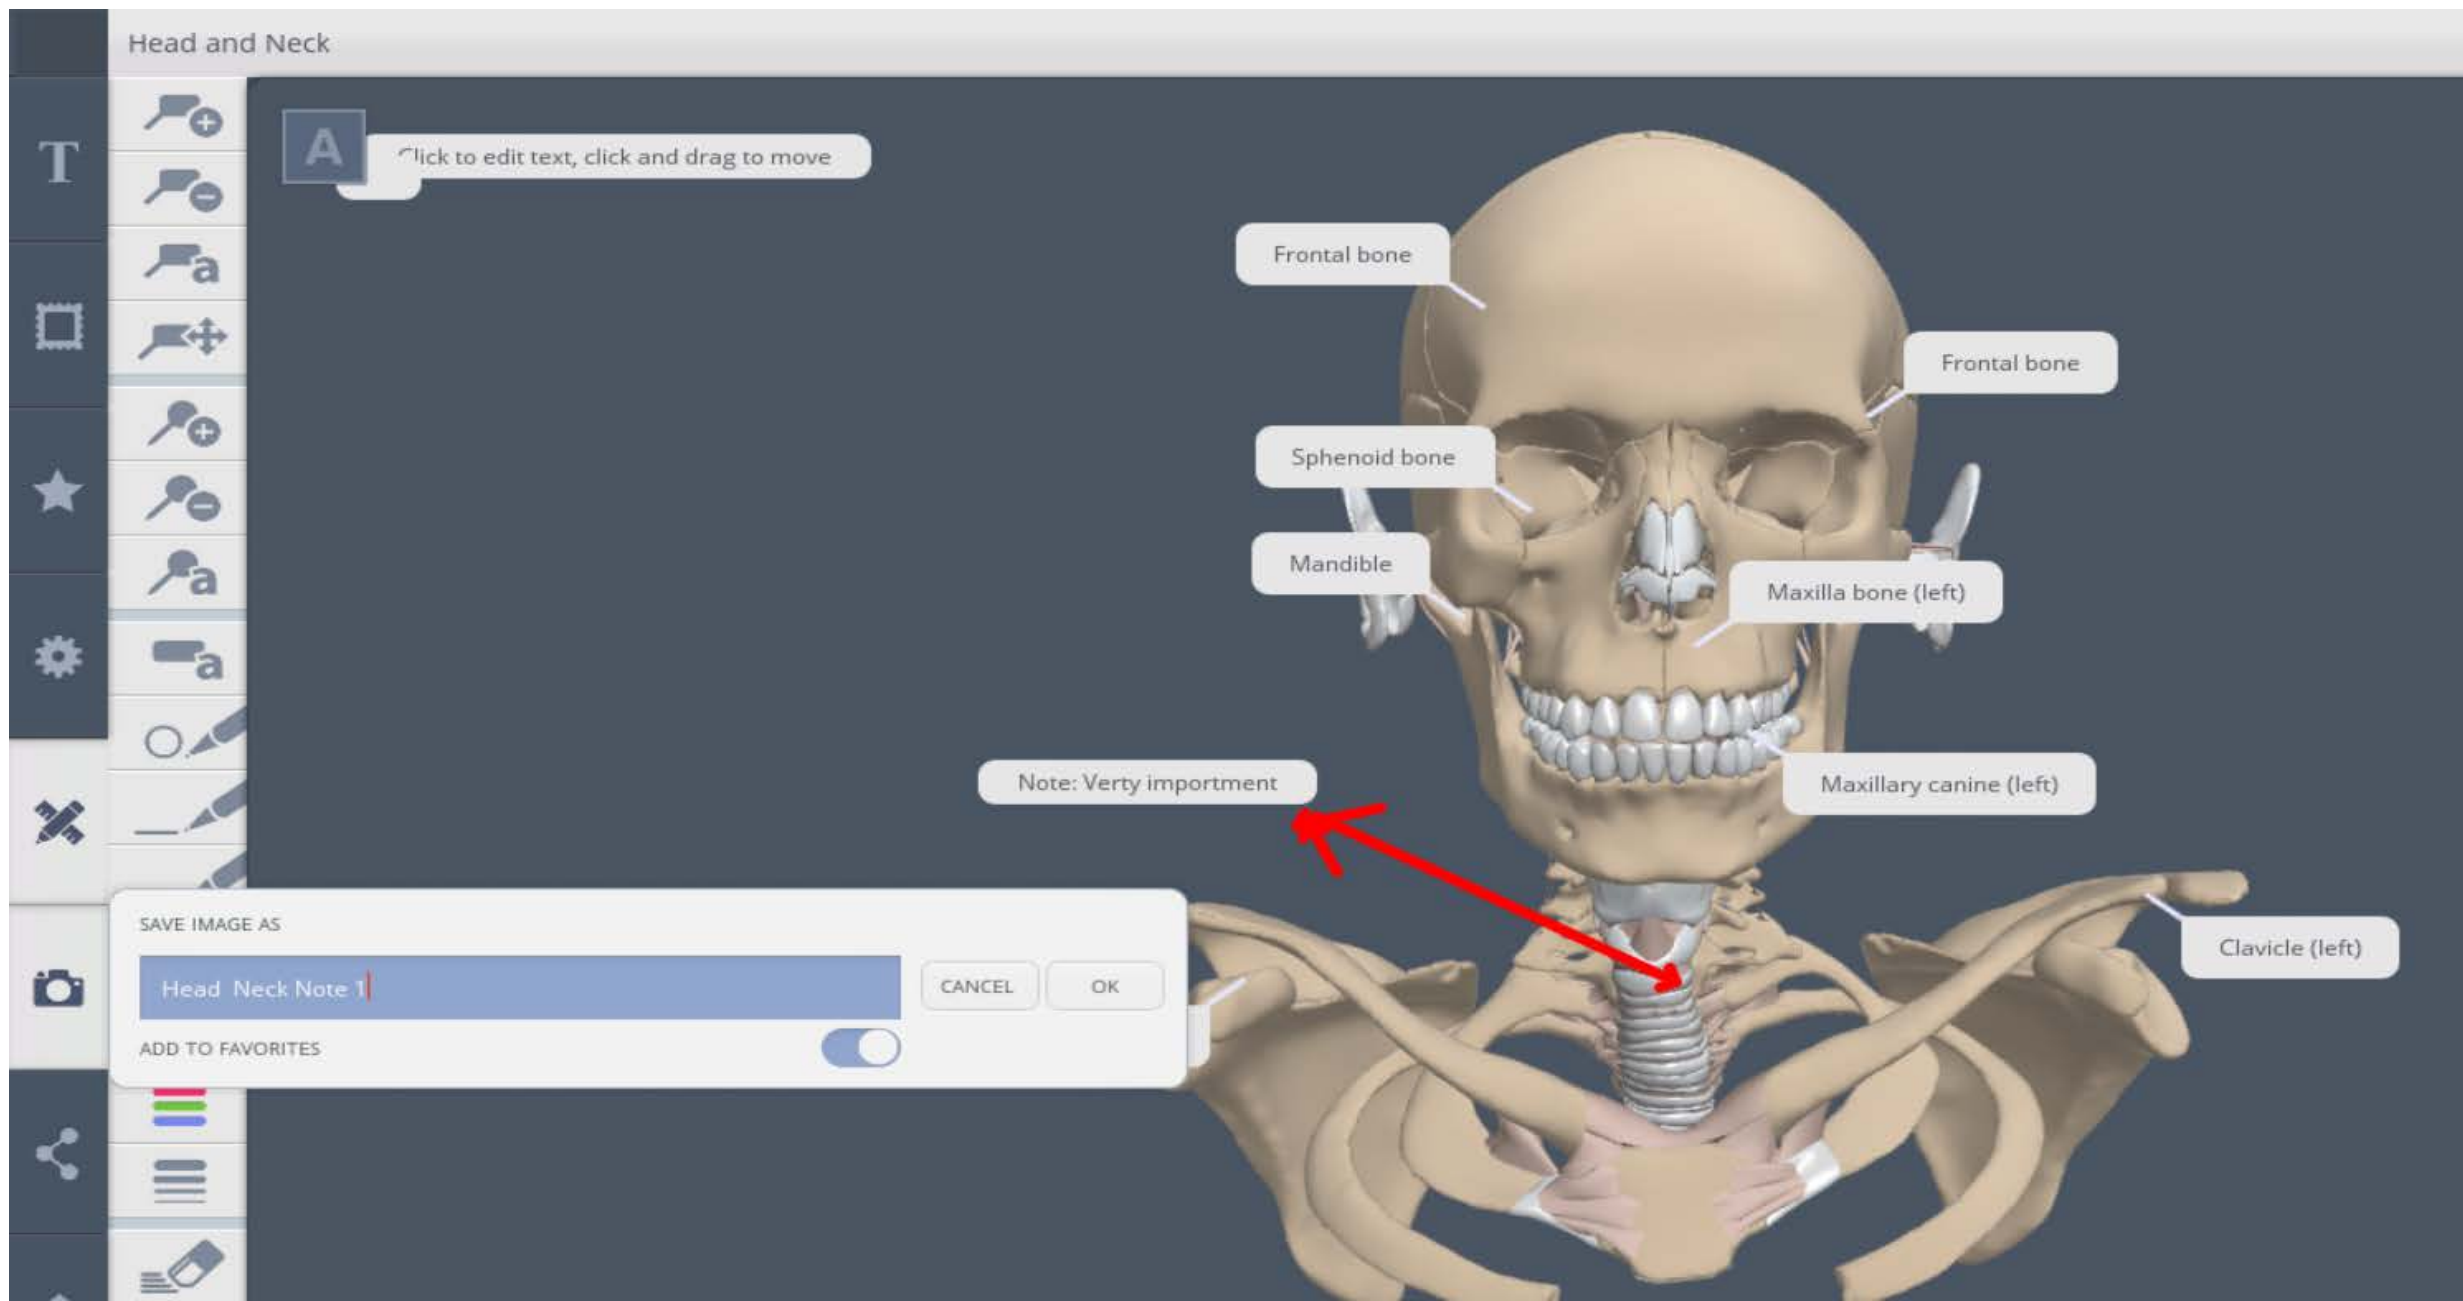 Head and Neck
T
A
lick to edit text, click and drag to move
Frontal bone
Frontal bone
a
Sphenoid bone
Mandible
a
Maxilla bone (left)
a
Note: Verty importment
Maxillary canine (left)
SAVE IMAGE AS
Head  Neck Note 1
CANCEL
OK
Clavicle (left)
ADD TO FAVORITES